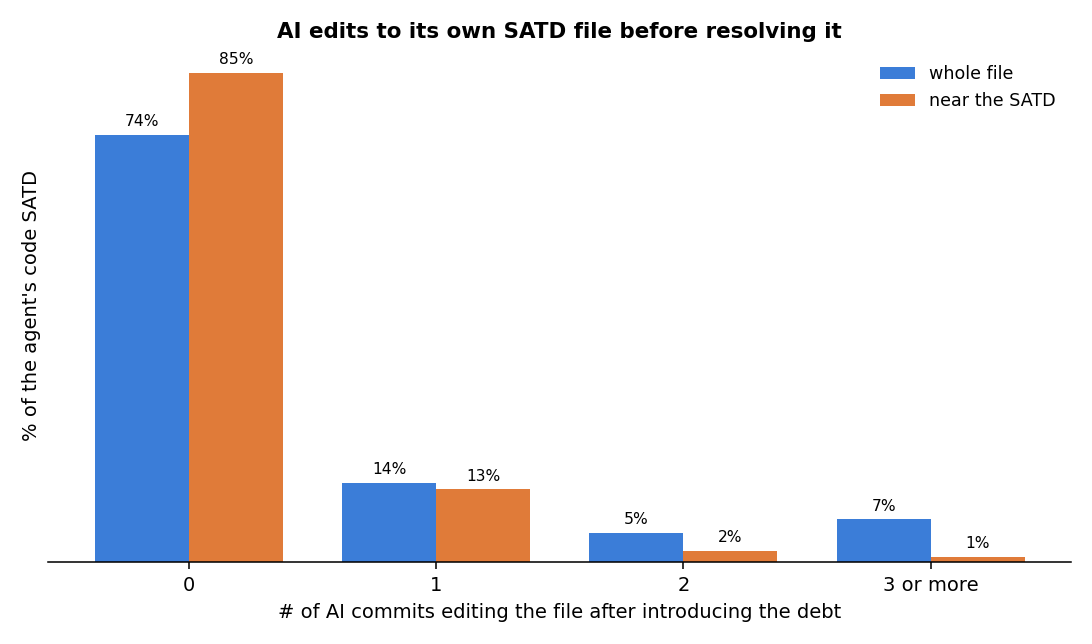 AI edits to its own SATD file before resolving it
whole file
near the SATD
% of the agent's code SATD
74%
85%
14%
13%
5%
2%
7%
1%
0
1
2
3 or more
# of AI commits editing the file after introducing the debt